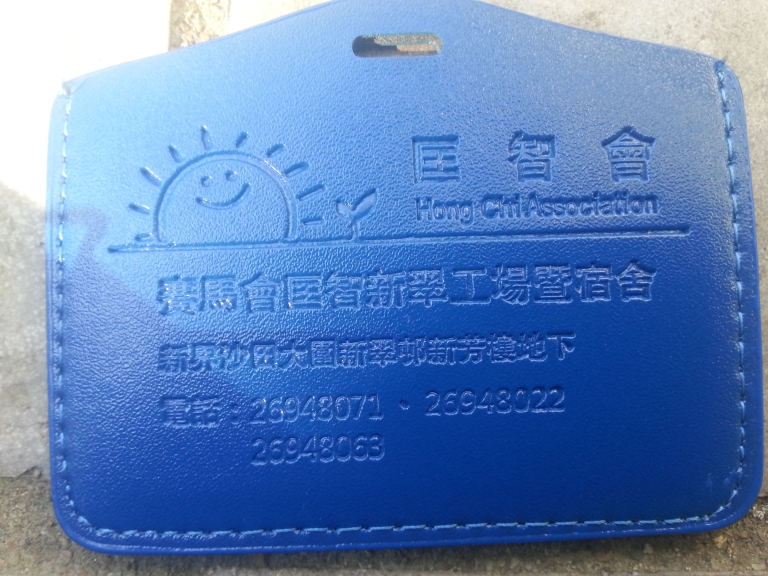 匡智會
Hong Chi Association
賽馬會匡智新翠工場暨宿舍
新界沙田大圍新翠邨新芳樓地下
電話：26948071、26948022
26948063